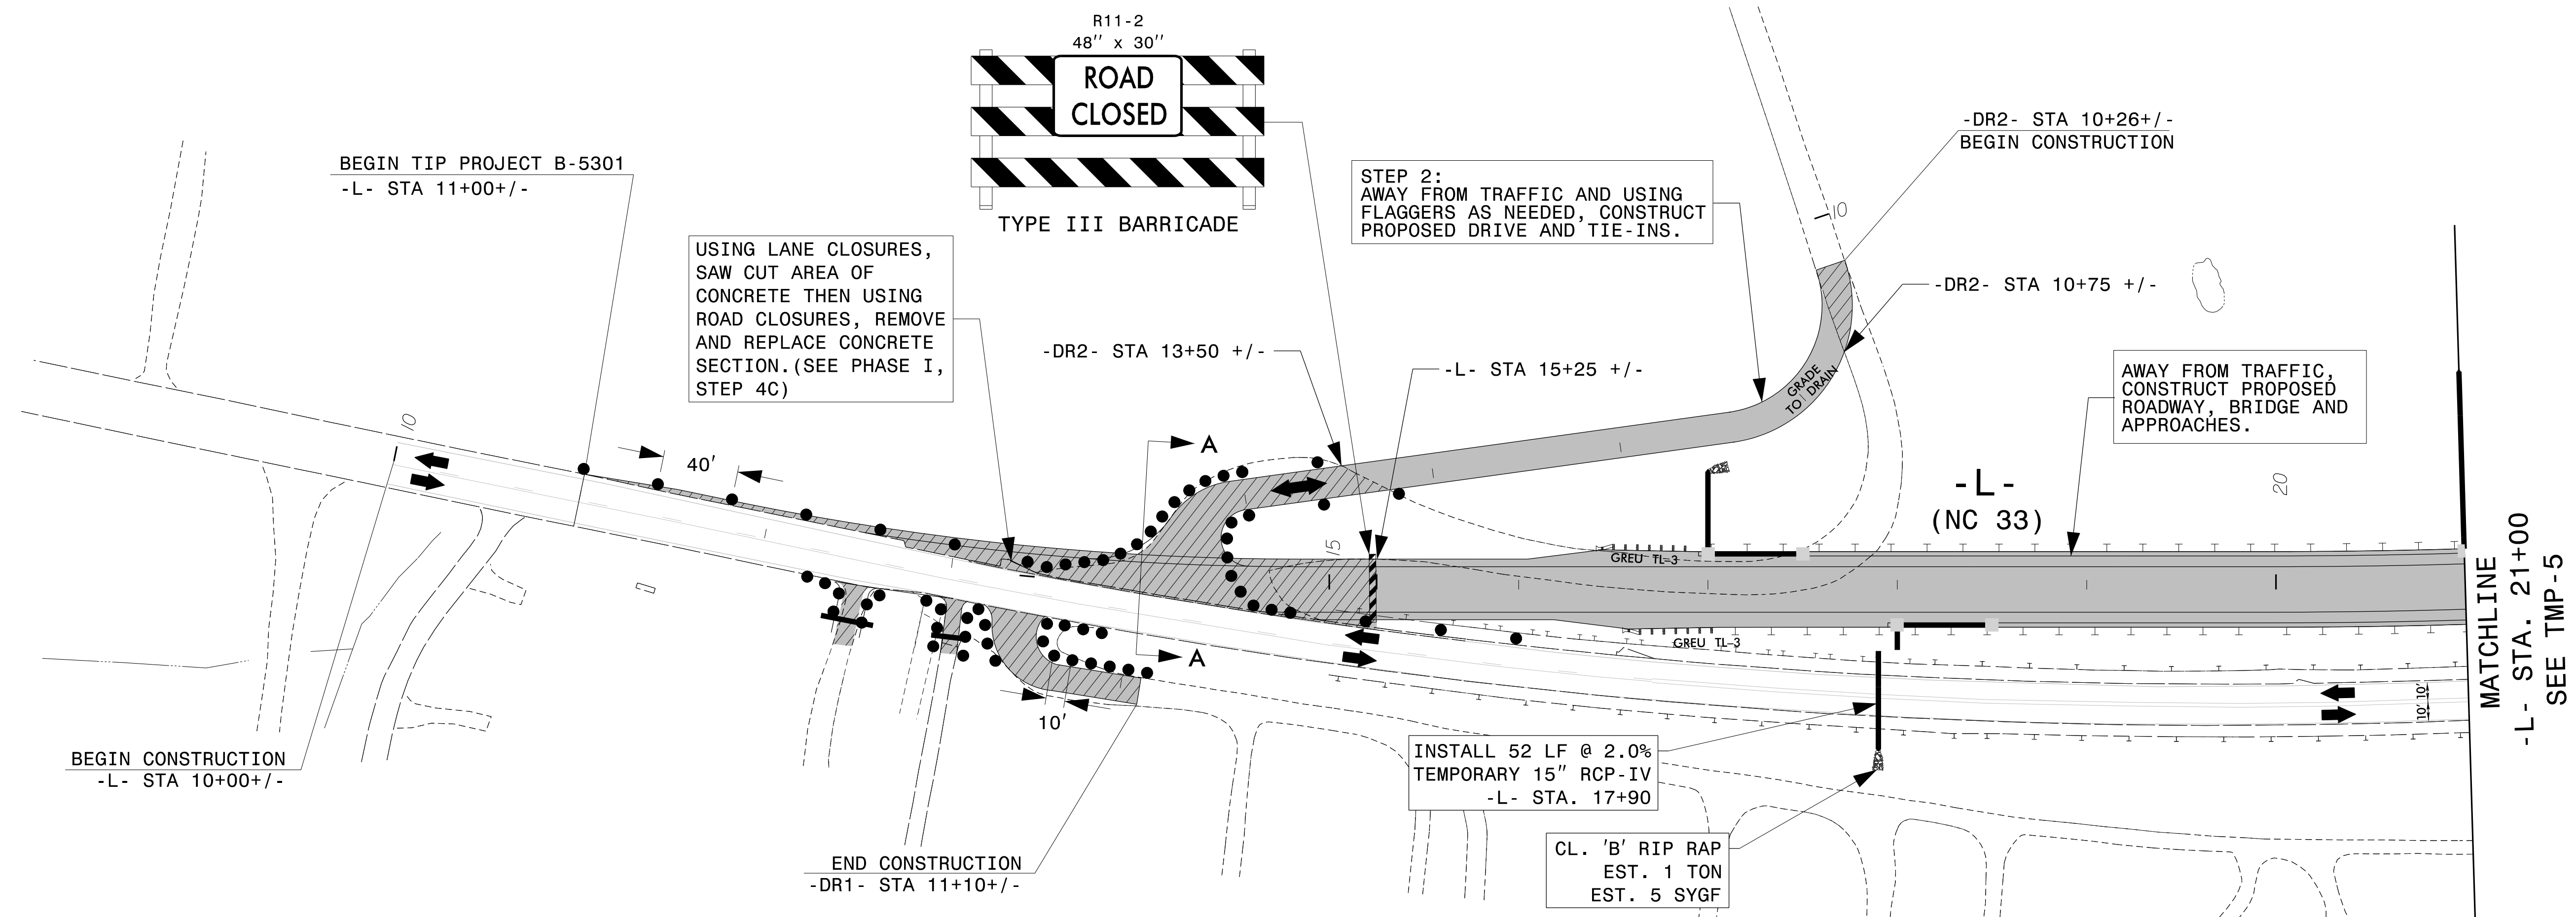 R11-2
48" x 30"
ROAD
CLOSED
TYPE III BARRICADE
BEGIN TIP PROJECT B-5301
-L- STA 11+00+/-
USING LANE CLOSURES,
SAW CUT AREA OF
CONCRETE THEN USING
ROAD CLOSURES, REMOVE
AND REPLACE CONCRETE
SECTION.(SEE PHASE I,
STEP 4C)
STEP 2:
AWAY FROM TRAFFIC AND USING
FLAGGERS AS NEEDED, CONSTRUCT
PROPOSED DRIVE AND TIE-INS.
-DR2- STA 10+26+/-
BEGIN CONSTRUCTION
10
-DR2- STA 10+75 +/-
-DR2- STA 13+50 +/-
-L- STA 15+25 +/-
GRADE
TO DRAIN
AWAY FROM TRAFFIC,
CONSTRUCT PROPOSED
ROADWAY, BRIDGE AND
APPROACHES.
10
40'
A
15
-L-
(NC 33)
20
GREU TL-3
GREU TL-3
A
10'
10'
10'
MATCHLINE
-L- STA. 21+00
SEE TMP-5
BEGIN CONSTRUCTION
-L- STA 10+00+/-
INSTALL 52 LF @ 2.0%
TEMPORARY 15" RCP-IV
-L- STA. 17+90
CL. 'B' RIP RAP
EST. 1 TON
EST. 5 SYGF
END CONSTRUCTION
-DR1- STA 11+10+/-